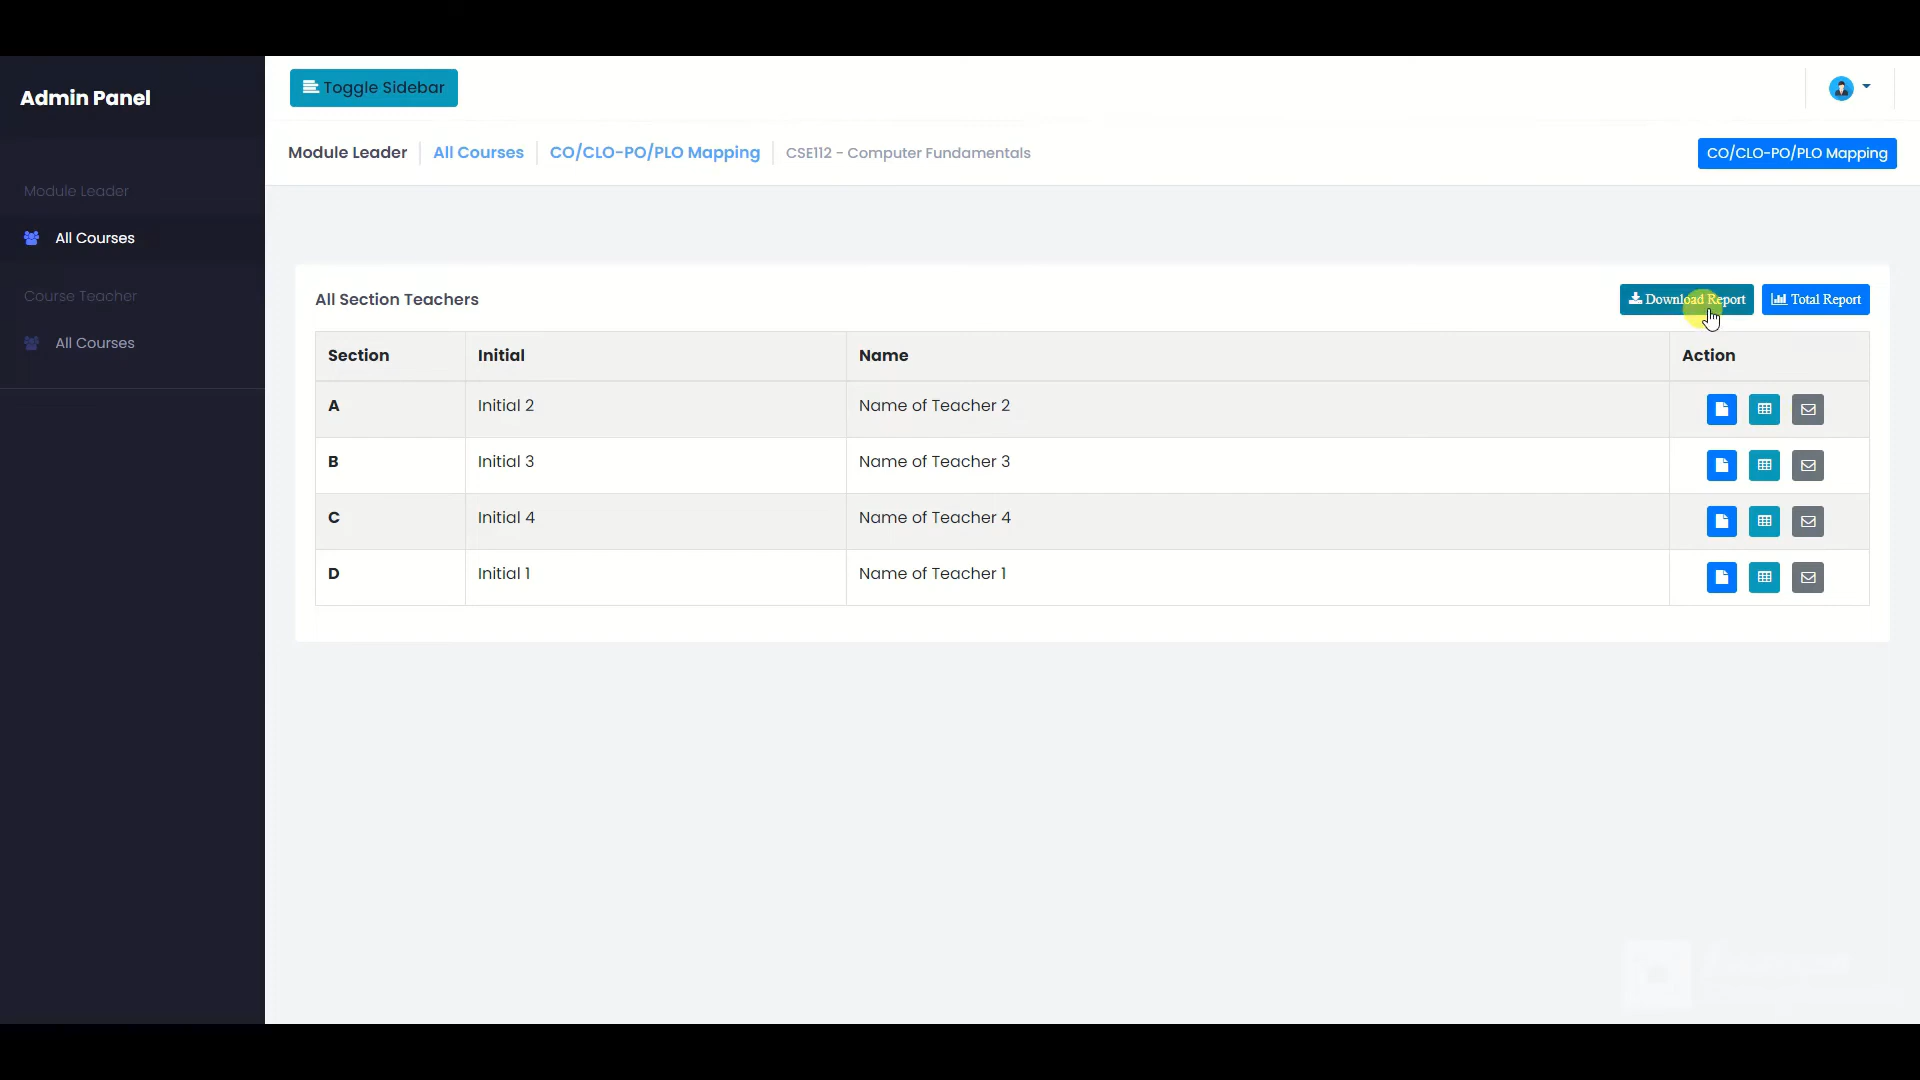 Admin Panel
Toggle Sidebar
Module Leader
All Courses
Course Teacher
All Courses
Module Leader All Courses CO/CLO-PO/PLO Mapping CSE112 - Computer Fundamentals
CO/CLO-PO/PLO Mapping
All Section Teachers
Download Report Total Report
Section Initial Name Action
A Initial 2 Name of Teacher 2
B Initial 3 Name of Teacher 3
C Initial 4 Name of Teacher 4
D Initial 1 Name of Teacher 1